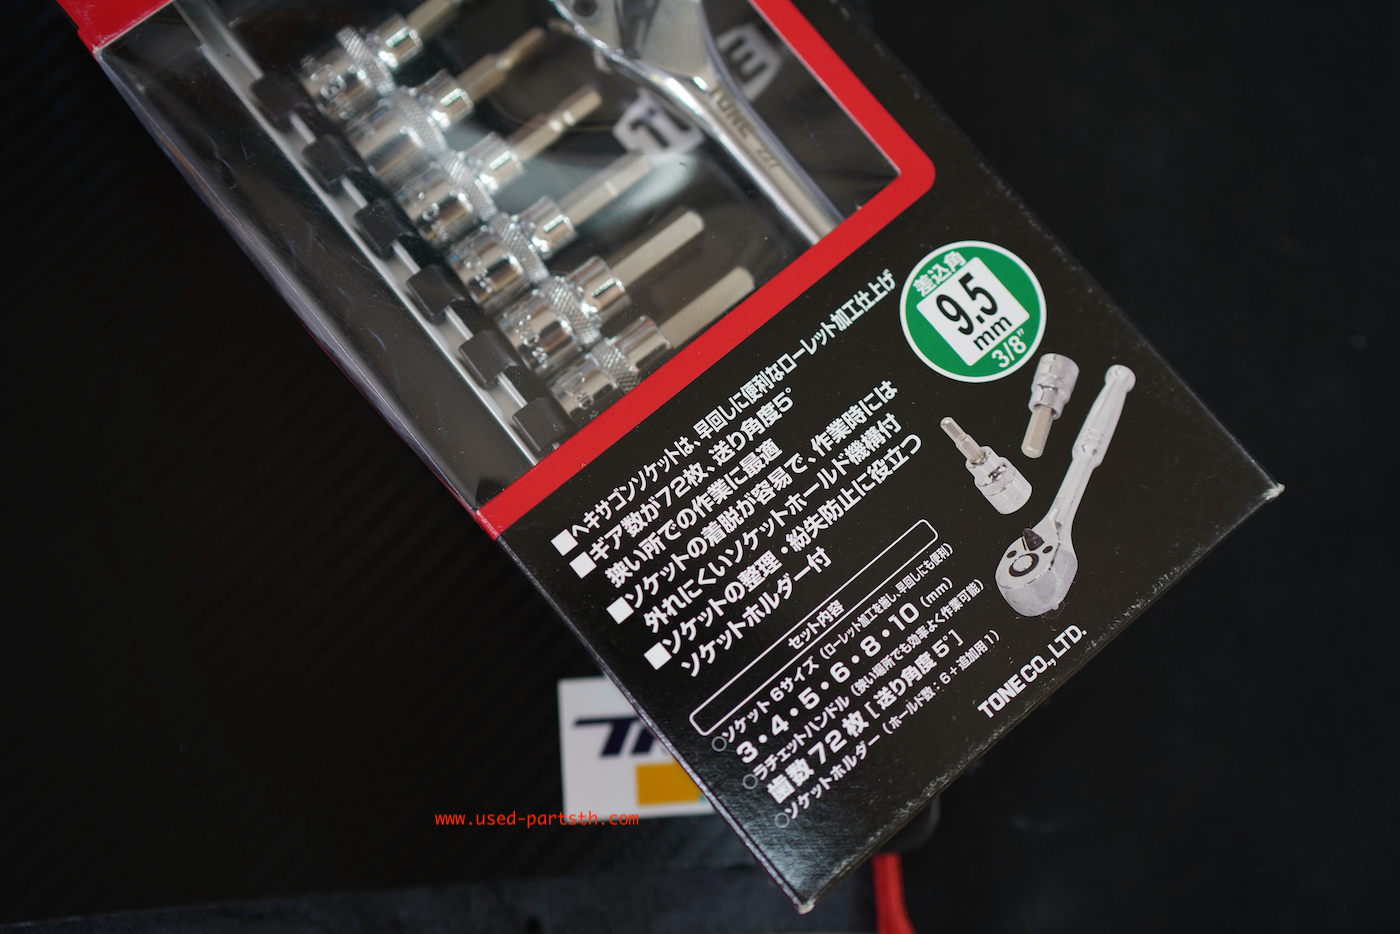 TONE
差込角
9.5
mm
3/8"
■ヘキサゴンソケットは、早回しに便利なローレット加工仕上げ
■ギア数が72枚、送り角度5°
狭い所での作業に最適
■ソケットの着脱が容易で、作業時には
外れにくいソケットホールド機構付
■ソケットの整理・紛失防止に役立つ
ソケットホルダー付
セット内容
○ソケット6サイズ(ローレット加工を施し、早回しにも便利)
3・4・5・6・8・10(mm)
○ラチェットハンドル(狭い場所でも効率よく作業可能)
歯数72枚[送り角度5°]
○ソケットホルダー(ホールド数:6+追加用1)
TONE CO., LTD.
www.used-partsth.com